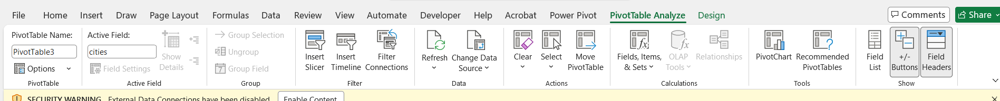 File Home Insert Draw Page Layout Formulas Data Review View Automate Developer Help Acrobat Power Pivot PivotTable Analyze Design Comments Share
PivotTable Name:
PivotTable3
Options
PivotTable
Active Field:
cities
Field Settings
Show
Details
Active Field
Group Selection
Ungroup
7 Group Field
Group
Insert
Slicer
Insert
Timeline
Filter
Connections
Filter
Refresh
Change Data
Source
Data
Clear
Select
Move
PivotTable
Actions
fx
Fields, Items,
& Sets
fx
OLAP
Tools
Relationships
Calculations
PivotChart
?
Recommended
PivotTables
Tools
Field
List
+/-
Buttons
Field
Headers
Show
SECURITY WARNING External Data Connections have been disabled Enable Content